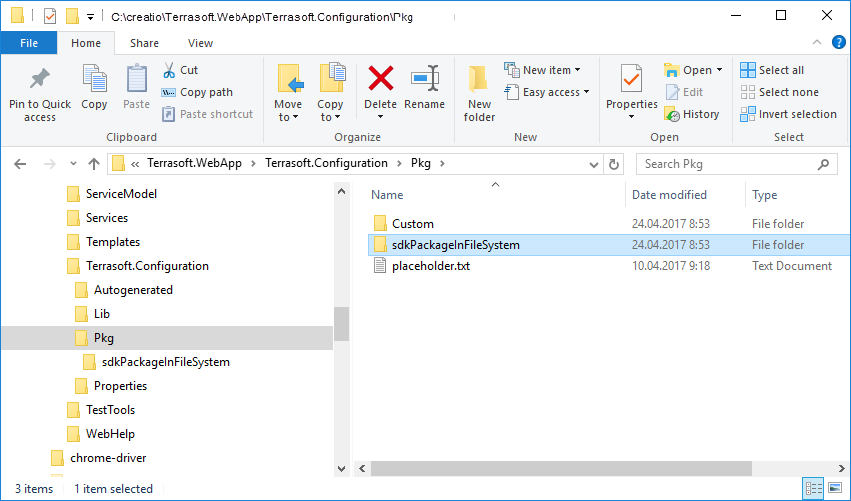 C:\creatio\Terrasoft.WebApp\Terrasoft.Configuration\Pkg
File Home Share View
Pin to Quick access
Copy
Paste
Cut
Copy path
Paste shortcut
Clipboard
Move to
Copy to
Delete
Rename
Organize
New folder
New item
Easy access
New
Properties
Open
Edit
History
Open
Select all
Select none
Invert selection
Select
« Terrasoft.WebApp > Terrasoft.Configuration > Pkg >
Search Pkg
ServiceModel
Services
Templates
Terrasoft.Configuration
Autogenerated
Lib
Pkg
sdkPackageInFileSystem
Properties
TestTools
WebHelp
chrome-driver
Name Date modified Type
Custom 24.04.2017 8:53 File folder
sdkPackageInFileSystem 24.04.2017 8:53 File folder
placeholder.txt 10.04.2017 9:18 Text Document
3 items 1 item selected